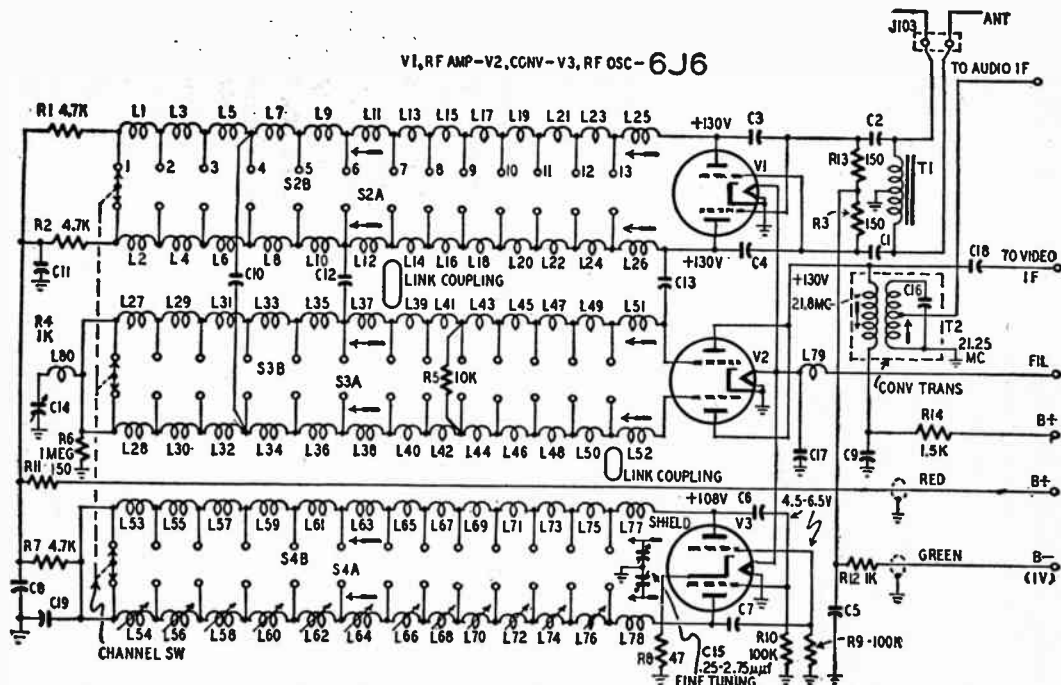 J103
ANT
V1,RF AMP-V2,CONV-V3,RF OSC-6J6
TO AUDIO IF
R1 4.7K
L1 L3 L5 L7 L9 L11 L13 L15 L17 L19 L21 L23 L25
+130V
C3
C2
1 2 3 4 5 6 7 8 9 10 11 12 13
V1
R13
150
T1
S2B
S2A
R3
150
R2 4.7K
C1
L2 L4 L6 L8 L10 L12 L14 L16 L18 L20 L22 L24 L26
+130V
C4
C18
TO VIDEO
IF
C11
C10
C12
LINK COUPLING
C13
+130V
21.8MC
C16
L27 L29 L31 L33 L35 L37 L39 L41 L43 L45 L47 L49 L51
R4
1K
T2
21.25
MC
L80
V2
L79
S3B
S3A
R5
10K
CONV TRANS
FIL
C14
R6
1MEG
L28 L30 L32 L34 L36 L38 L40 L42 L44 L46 L48 L50 L52
C17
C9
R14
1.5K
B+
R11
150
LINK COUPLING
RED
B+
+108V
C6
4.5-6.5V
L53 L55 L57 L59 L61 L63 L65 L67 L69 L71 L73 L75 L77
SHIELD
V3
R7 4.7K
S4B
S4A
GREEN
B-
(1V)
R12 1K
C8
C19
C7
C5
L54 L56 L58 L60 L62 L64 L66 L68 L70 L72 L74 L76 L78
CHANNEL SW
R8
47
C15
.25-2.75µµf
FINE TUNING
R10
100K
R9-100K